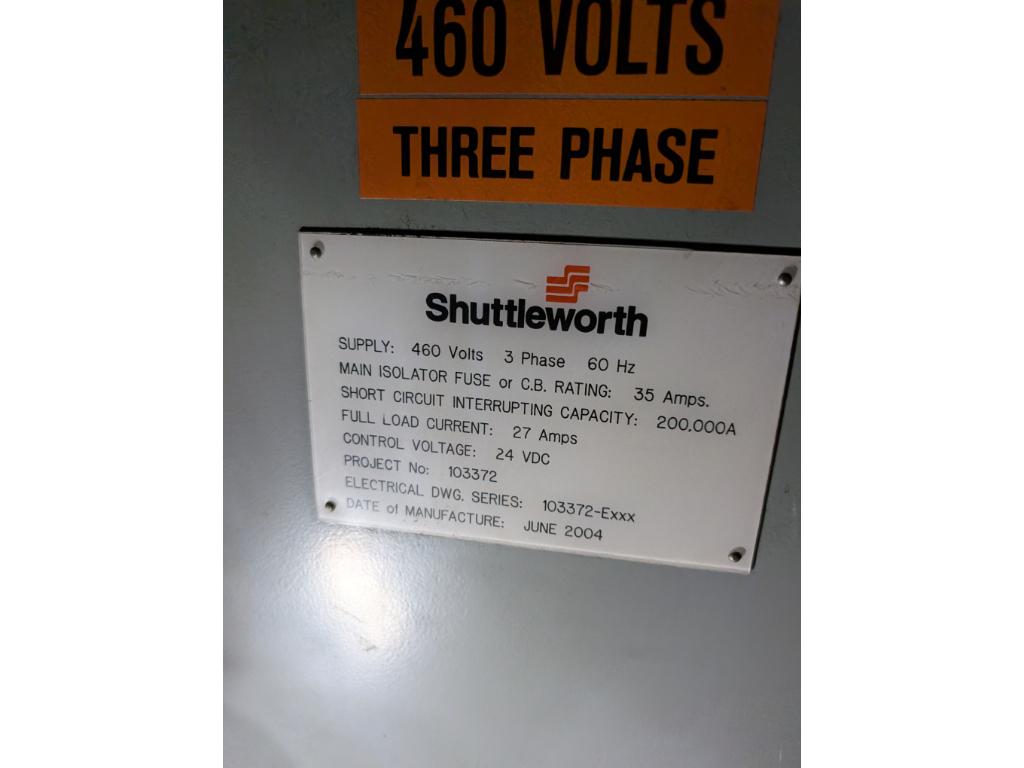 460 VOLTS
THREE PHASE
Shuttleworth
SUPPLY: 460 Volts 3 Phase 60 Hz
MAIN ISOLATOR FUSE or C.B. RATING: 35 Amps.
SHORT CIRCUIT INTERRUPTING CAPACITY: 200,000A
FULL LOAD CURRENT: 27 Amps
CONTROL VOLTAGE: 24 VDC
PROJECT No: 103372
ELECTRICAL DWG. SERIES: 103372-Exxx
DATE of MANUFACTURE: JUNE 2004